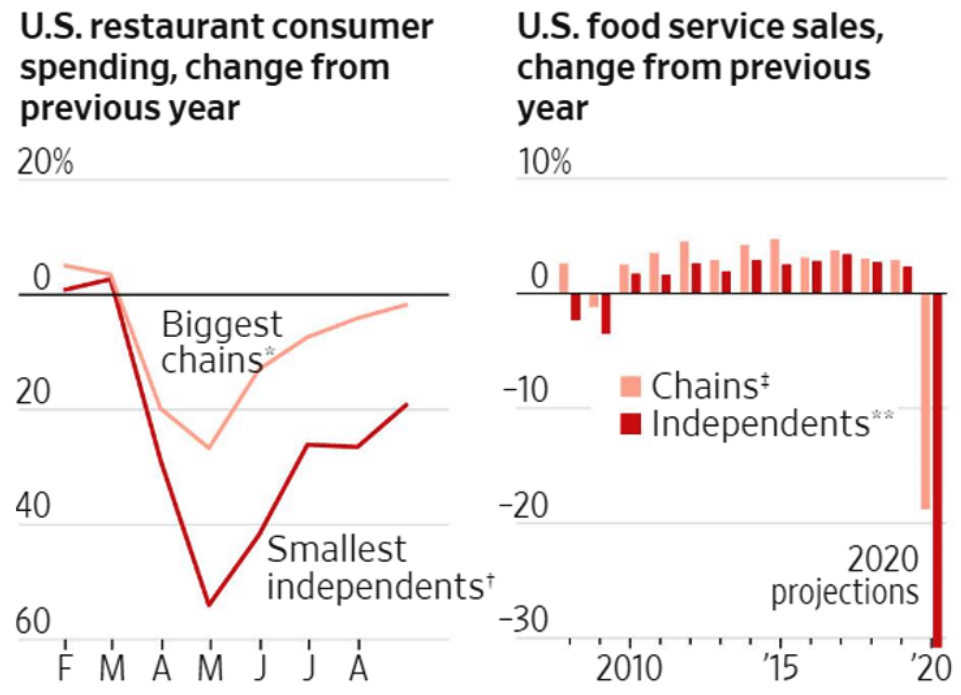 U.S. restaurant consumer
spending, change from
previous year
20%
0
20
40
60
Biggest
chains*
Smallest
independents†
F M A M J J A
U.S. food service sales,
change from previous
year
10%
0
−10
−20
−30
Chains‡
Independents**
2020
projections
2010 ’15 ’20